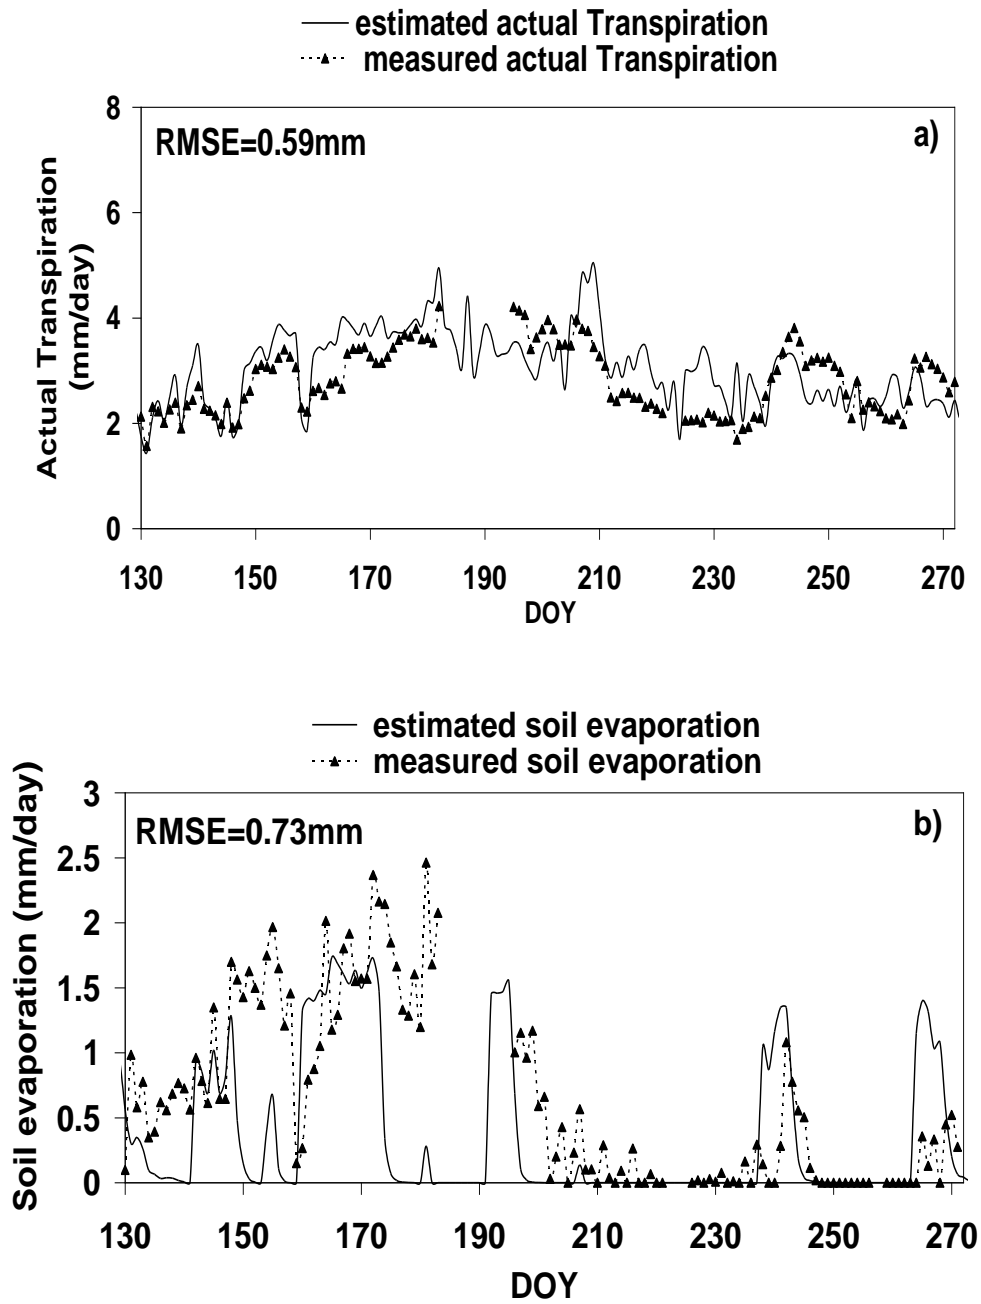 estimated actual Transpiration
measured actual Transpiration
RMSE=0.59mm
a)
Actual Transpiration
(mm/day)
8
6
4
2
0
130 150 170 190 210 230 250 270
DOY
estimated soil evaporation
measured soil evaporation
RMSE=0.73mm
b)
Soil evaporation (mm/day)
3
2.5
2
1.5
1
0.5
0
130 150 170 190 210 230 250 270
DOY